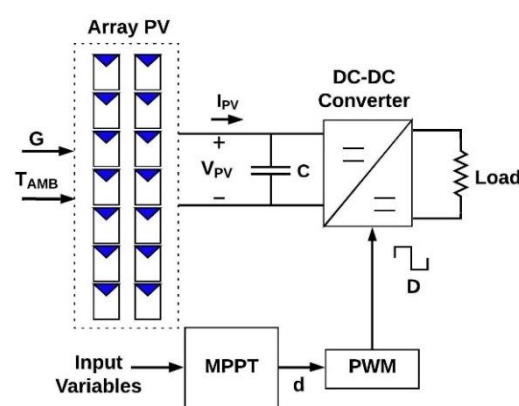 Array PV
DC-DC
Converter
I_PV
G
+
V_PV
C
Load
T_AMB
−
D
Input
Variables
MPPT
d
PWM